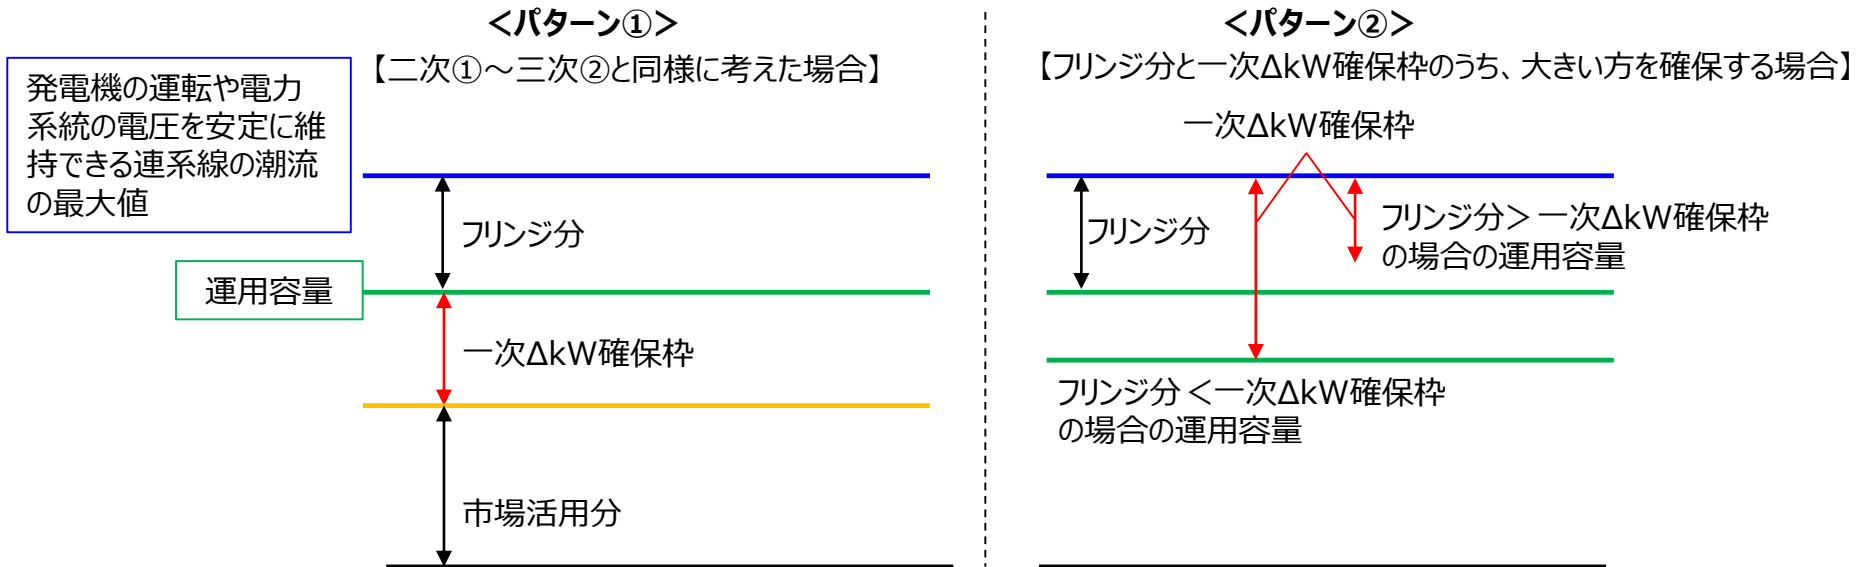 ＜パターン①＞
【二次①～三次②と同様に考えた場合】
発電機の運転や電力
系統の電圧を安定に維
持できる連系線の潮流
の最大値
フリンジ分
運用容量
一次ΔkW確保枠
市場活用分
＜パターン②＞
【フリンジ分と一次ΔkW確保枠のうち、大きい方を確保する場合】
一次ΔkW確保枠
フリンジ分
フリンジ分＞一次ΔkW確保枠
の場合の運用容量
フリンジ分＜一次ΔkW確保枠
の場合の運用容量